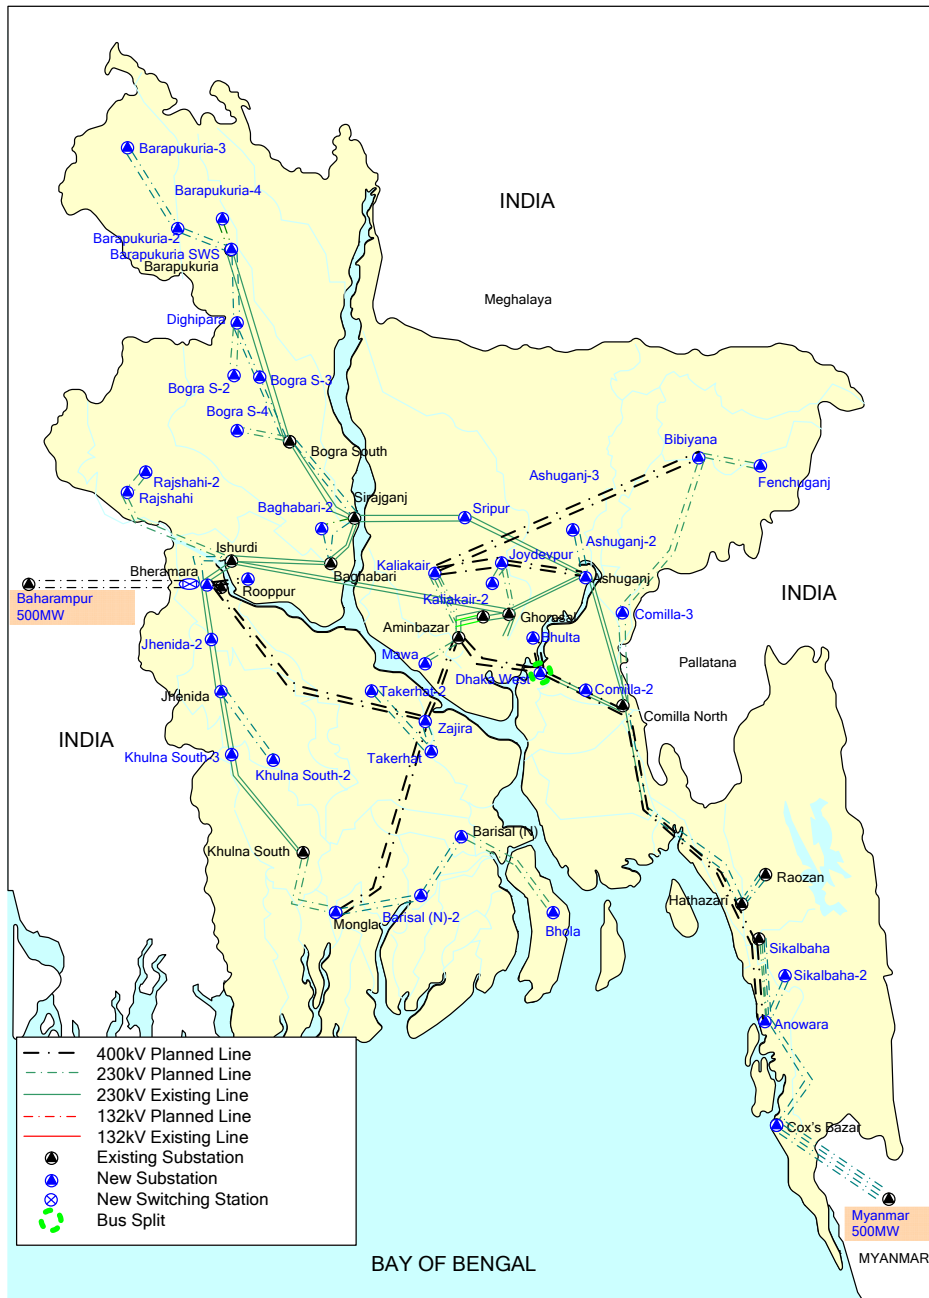 Barapukuria-3
Barapukuria-4
INDIA
Barapukuria-2
Barapukuria SWS
Barapukuria
Meghalaya
Dighipara
Bogra S-2
Bogra S-3
Bogra S-4
Bogra South
Bibiyana
Rajshahi-2
Rajshahi
Ashuganj-3
Fenchuganj
Sirajganj
Baghabari-2
Sripur
Ashuganj-2
Ishurdi
Joydevpur
Bheramara
Kaliakair
Baghabari
Ashuganj
Rooppur
Kaliakair-2
INDIA
Baharampur
500MW
Ghorasal
Comilla-3
Aminbazar
Bhulta
Jhenida-2
Mawa
Pallatana
Dhaka West
Takerhat-2
Comilla-2
Jhenida
Comilla North
Zajira
INDIA
Khulna South-3
Takerhat
Khulna South-2
Barisal (N)
Khulna South
Raozan
Hathazari
Mongla
Barisal (N)-2
Bhola
Sikalbaha
Sikalbaha-2
Anowara
400kV Planned Line
230kV Planned Line
230kV Existing Line
132kV Planned Line
132kV Existing Line
Existing Substation
New Substation
New Switching Station
Bus Split
Cox's Bazar
Myanmar
500MW
MYANMAR
BAY OF BENGAL